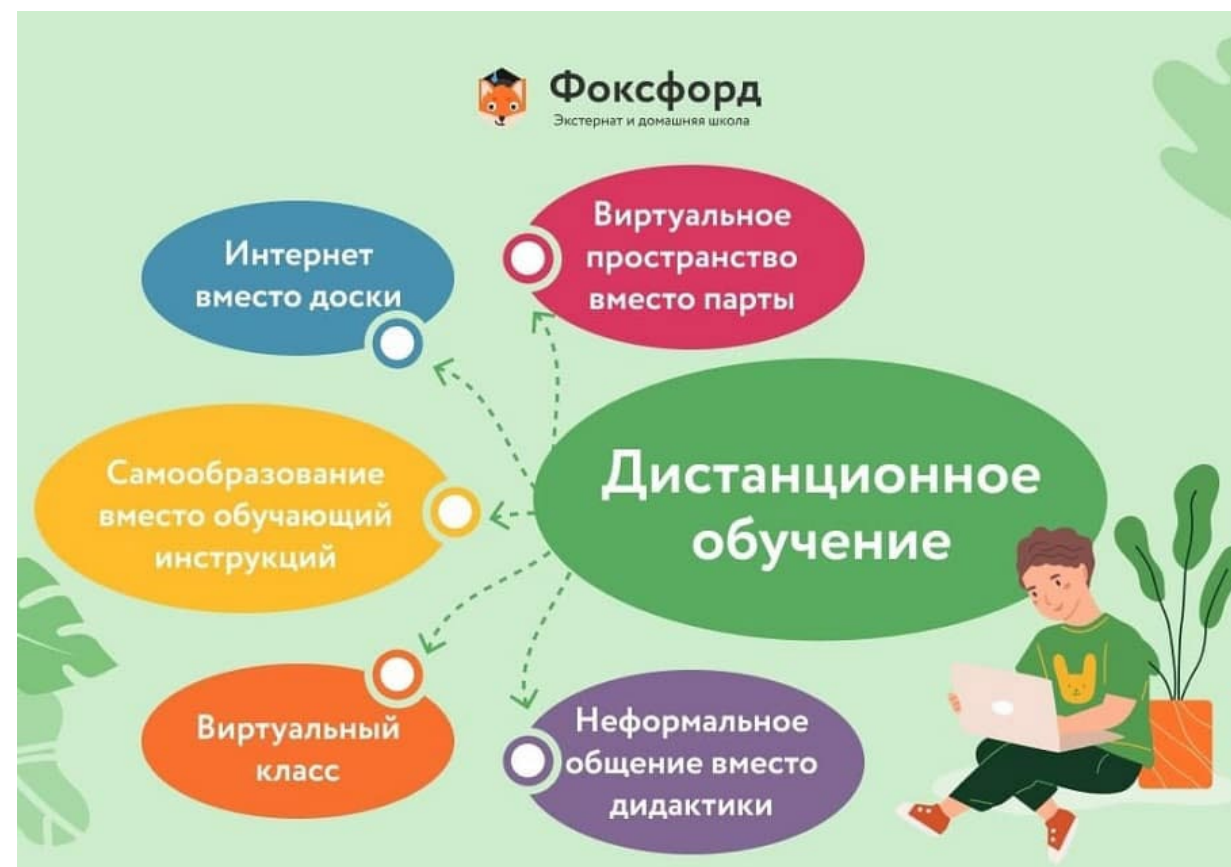 Фоксфорд
Экстернат и домашняя школа
Интернет
вместо доски
Виртуальное
пространство
вместо парты
Самообразование
вместо обучающий
инструкций
Дистанционное
обучение
Виртуальный
класс
Неформальное
общение вместо
дидактики